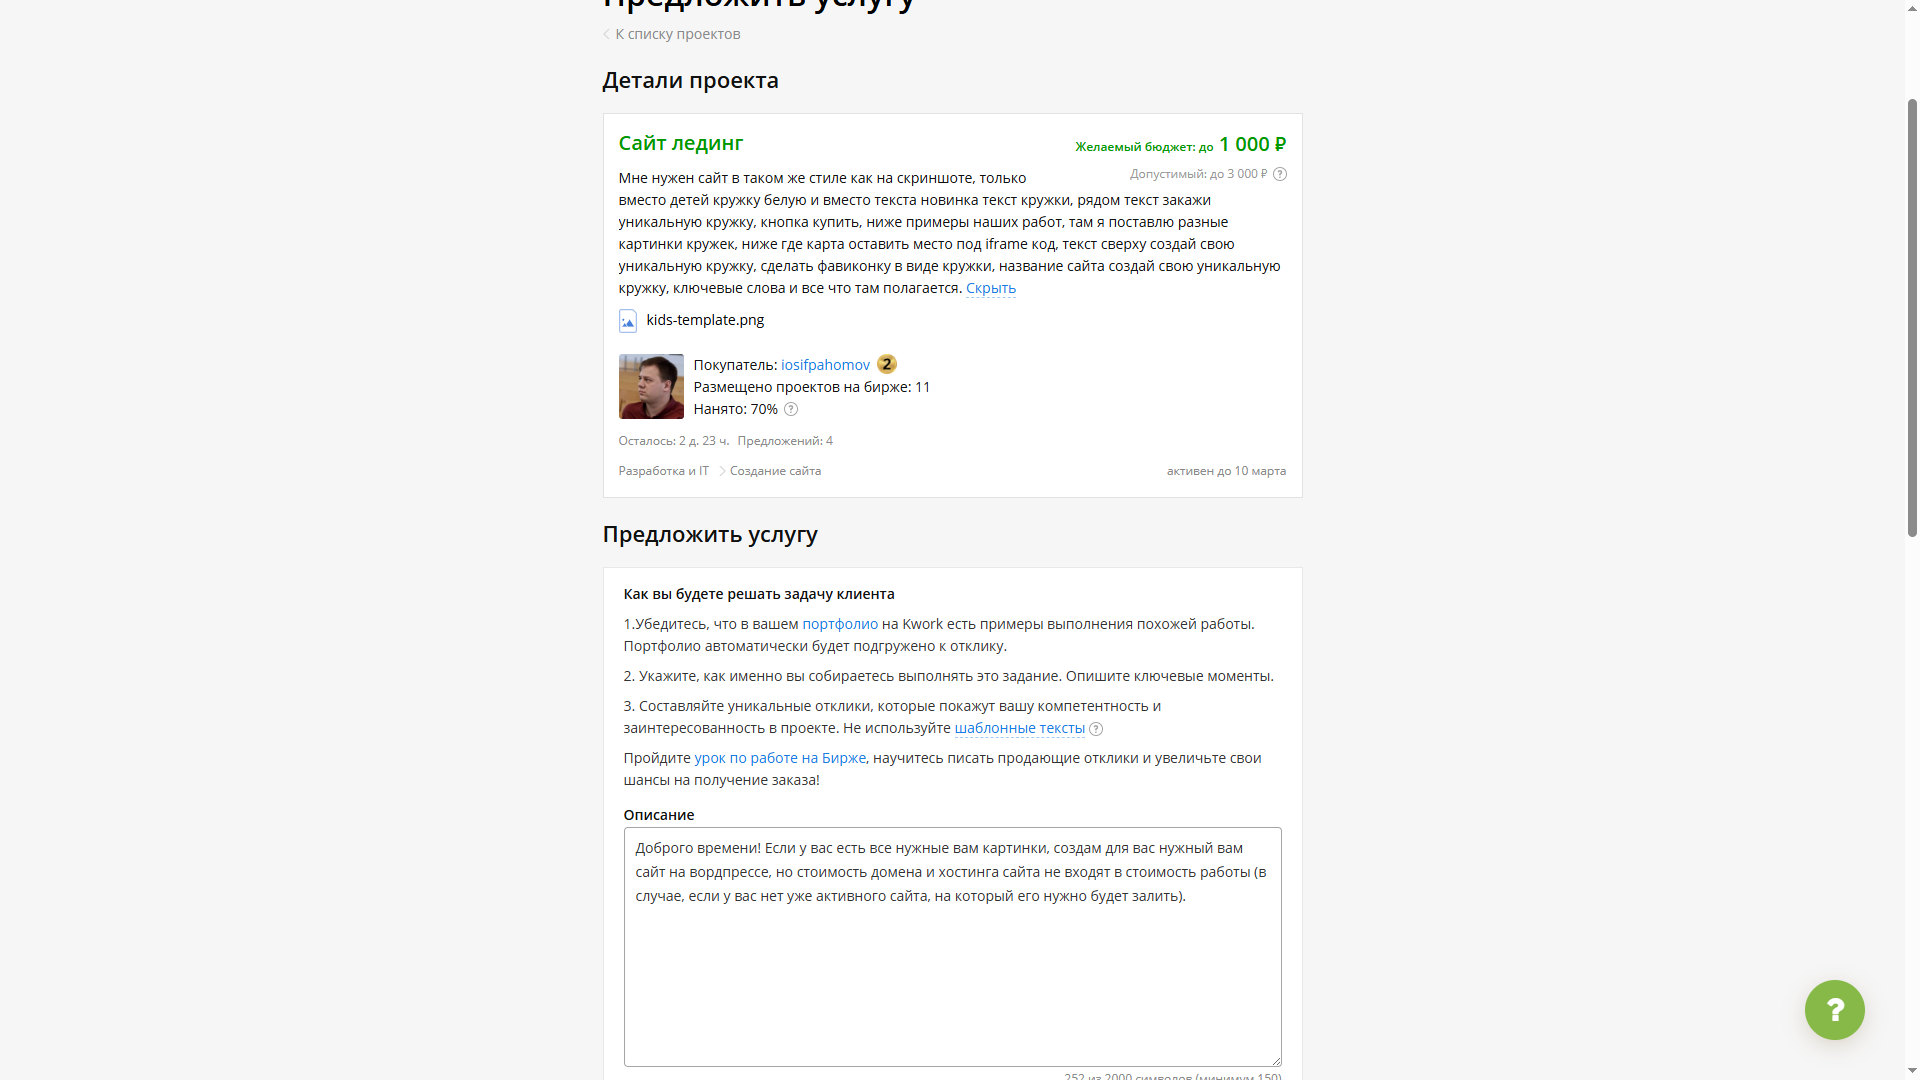 Предложить услугу
К списку проектов
Детали проекта
Сайт лединг
Желаемый бюджет: до 1 000 ₽
Допустимый: до 3 000 ₽ ?
Мне нужен сайт в таком же стиле как на скриншоте, только
вместо детей кружку белую и вместо текста новинка текст кружки, рядом текст закажи
уникальную кружку, кнопка купить, ниже примеры наших работ, там я поставлю разные
картинки кружек, ниже где карта оставить место под iframe код, текст сверху создай свою
уникальную кружку, сделать фавиконку в виде кружки, название сайта создай свою уникальную
кружку, ключевые слова и все что там полагается. Скрыть
kids-template.png
Покупатель: iosifpahomov 2
Размещено проектов на бирже: 11
Нанято: 70% ?
Осталось: 2 д. 23 ч. Предложений: 4
Разработка и IT > Создание сайта
активен до 10 марта
Предложить услугу
Как вы будете решать задачу клиента
1.Убедитесь, что в вашем портфолио на Kwork есть примеры выполнения похожей работы.
Портфолио автоматически будет подгружено к отклику.
2. Укажите, как именно вы собираетесь выполнять это задание. Опишите ключевые моменты.
3. Составляйте уникальные отклики, которые покажут вашу компетентность и
заинтересованность в проекте. Не используйте шаблонные тексты ?
Пройдите урок по работе на Бирже, научитесь писать продающие отклики и увеличьте свои
шансы на получение заказа!
Описание
Доброго времени! Если у вас есть все нужные вам картинки, создам для вас нужный вам
сайт на вордпрессе, но стоимость домена и хостинга сайта не входят в стоимость работы (в
случае, если у вас нет уже активного сайта, на который его нужно будет залить).
252 из 2000 символов (минимум 150)
?